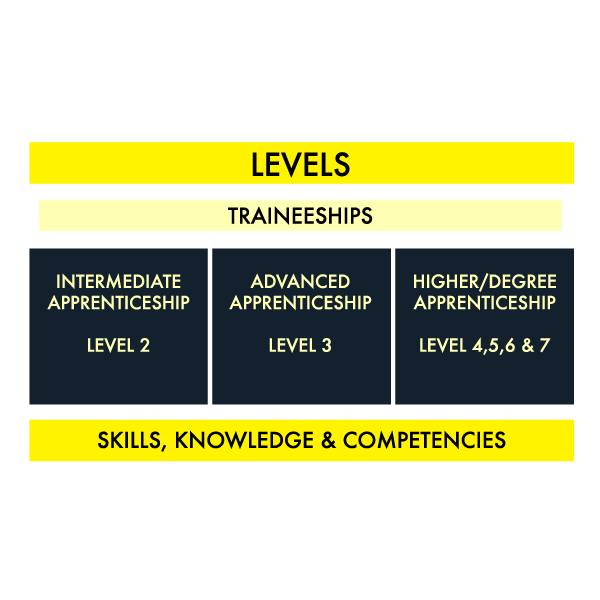 LEVELS
TRAINEESHIPS
INTERMEDIATE
APPRENTICESHIP
LEVEL 2
ADVANCED
APPRENTICESHIP
LEVEL 3
HIGHER/DEGREE
APPRENTICESHIP
LEVEL 4,5,6 & 7
SKILLS, KNOWLEDGE & COMPETENCIES